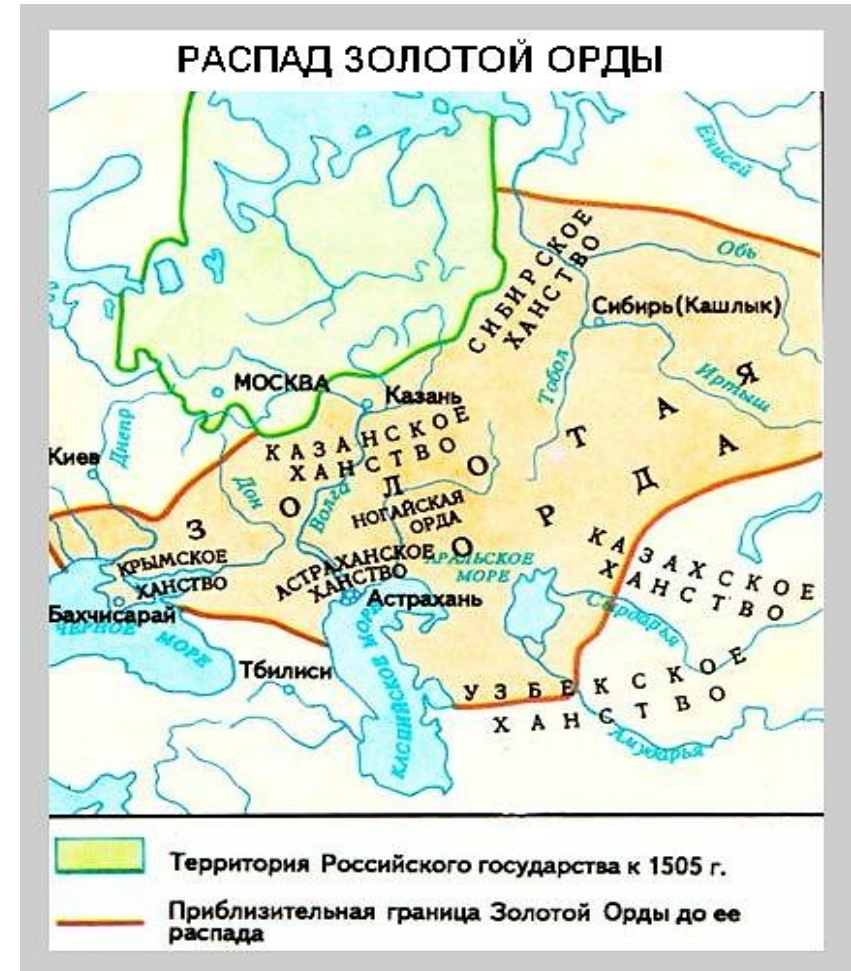 РАСПАД ЗОЛОТОЙ ОРДЫ
Енисей
Обь
СИБИРСКОЕ
ХАНСТВО
Сибирь (Кашлык)
Тобол
Иртыш
МОСКВА
Казань
Киев
Днепр
Дон
Волга
КАЗАНСКОЕ
ХАНСТВО
ЗОЛОТАЯ
ОРДА
НОГАЙСКАЯ
ОРДА
КРЫМСКОЕ
ХАНСТВО
АСТРАХАНСКОЕ
ХАНСТВО
АРАЛЬСКОЕ
МОРЕ
КАЗАХСКОЕ
ХАНСТВО
Бахчисарай
Астрахань
Сырдарья
ЧЕРНОЕ МОРЕ
Тбилиси
КАСПИЙСКОЕ МОРЕ
УЗБЕКСКОЕ
ХАНСТВО
Амударья
Территория Российского государства к 1505 г.
Приблизительная граница Золотой Орды до ее
распада